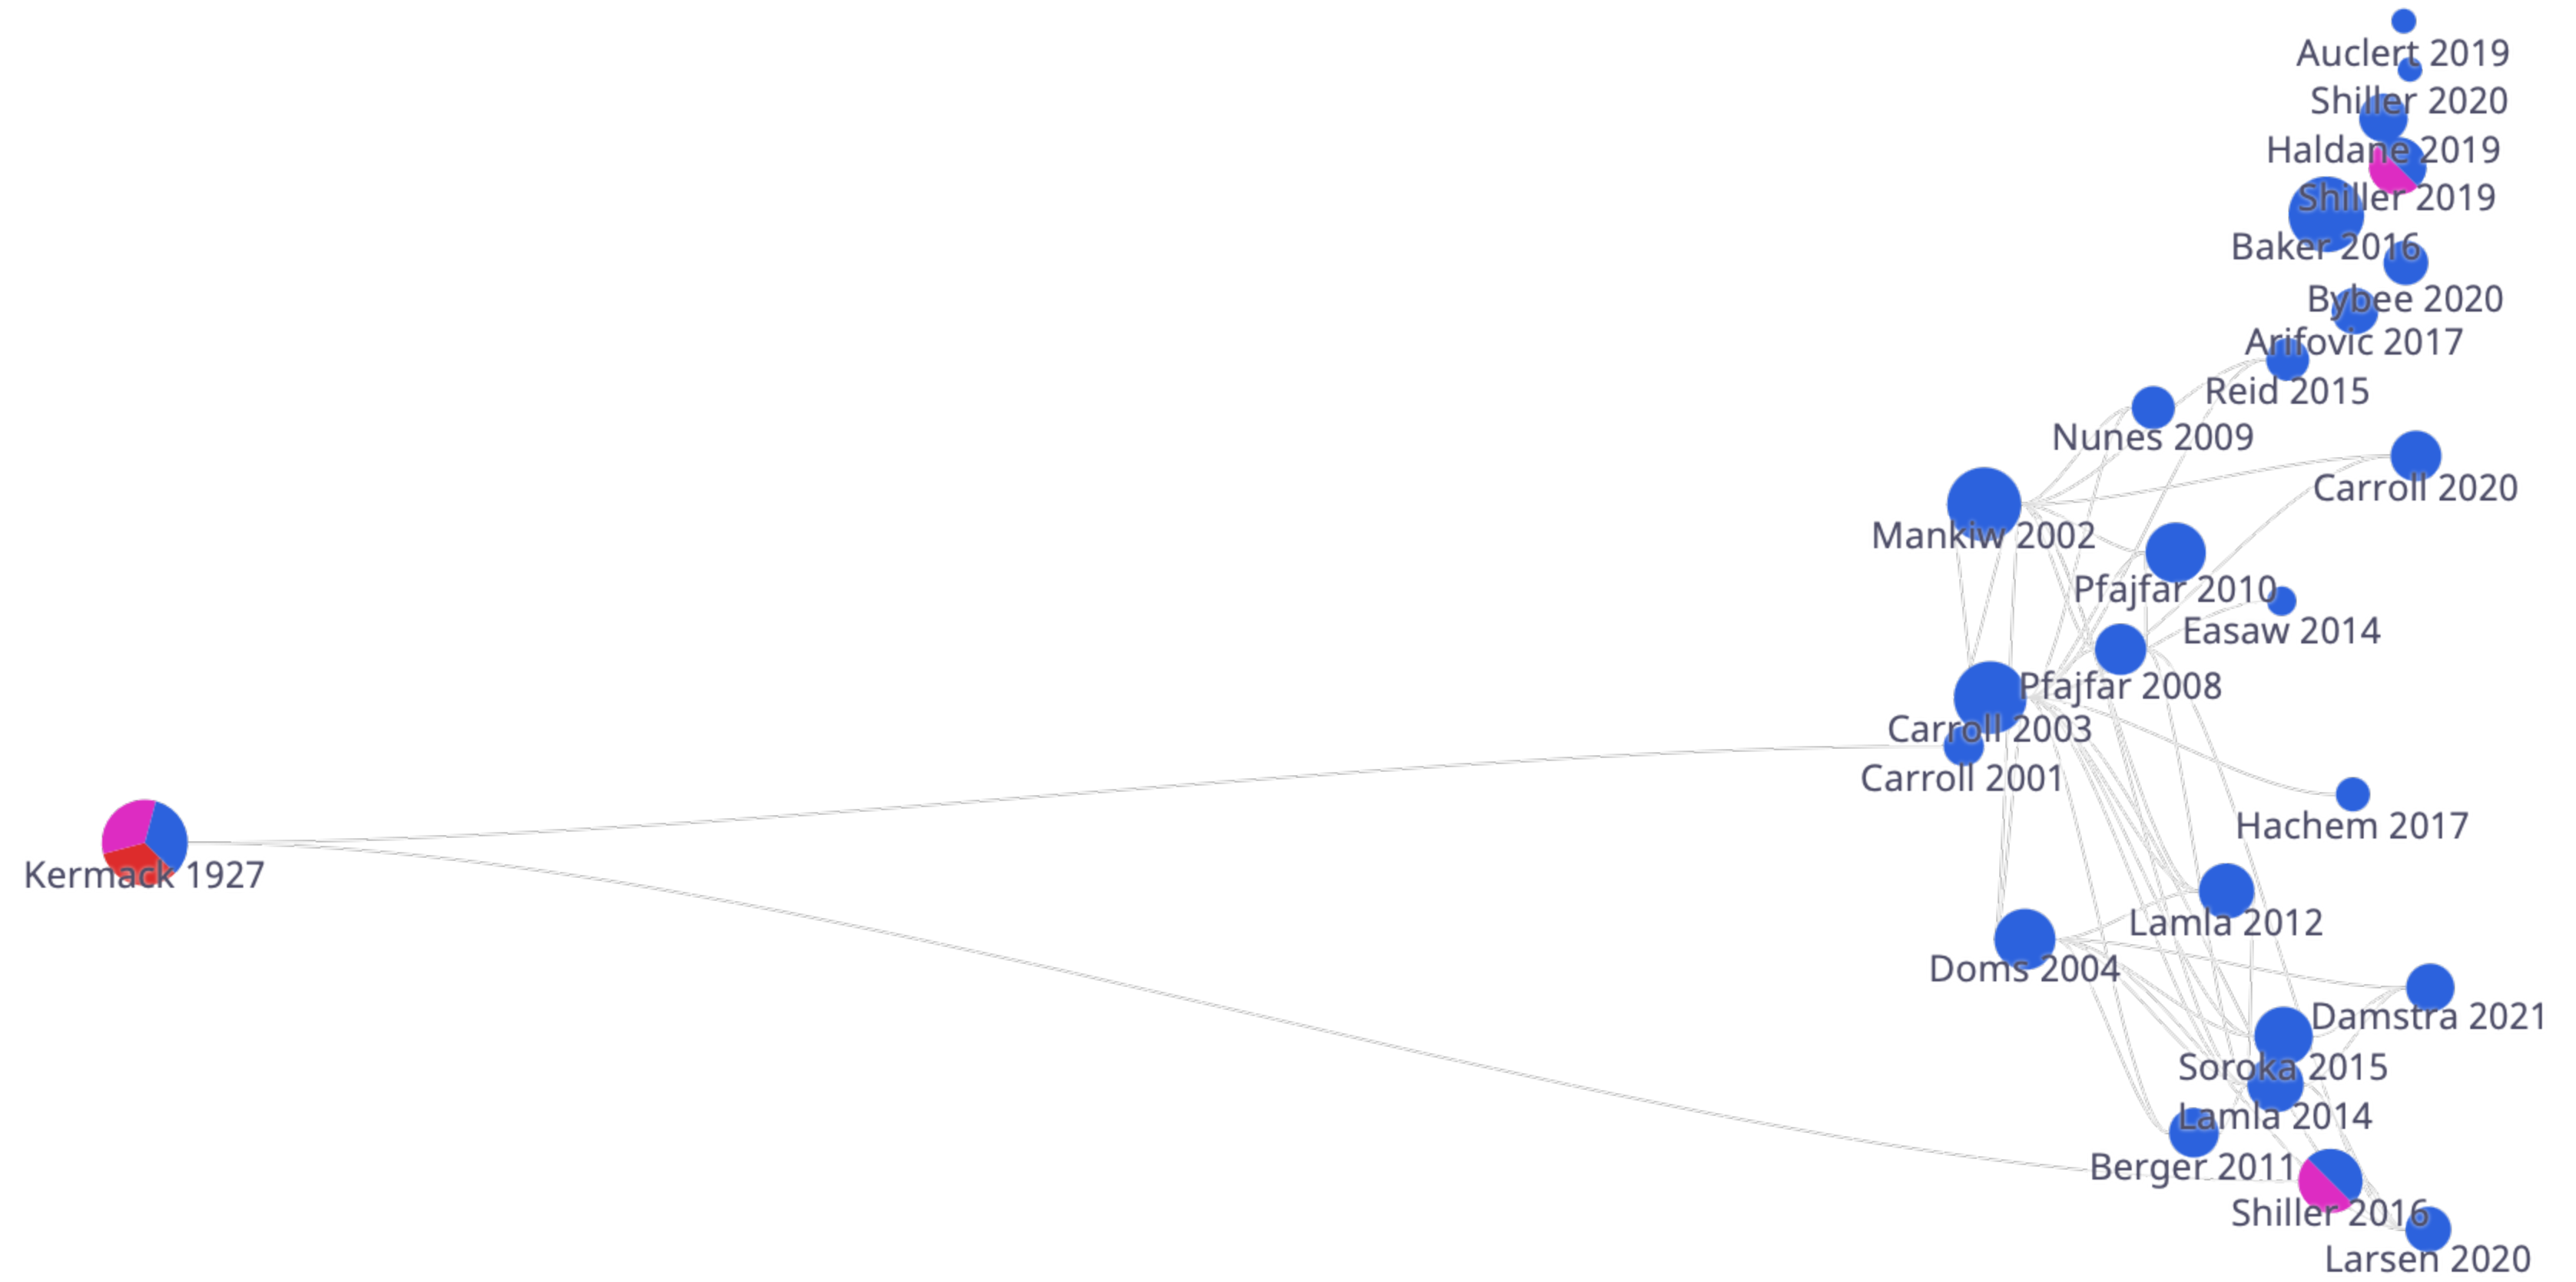 Auclert 2019
Shiller 2020
Haldane 2019
Shiller 2019
Baker 2016
Bybee 2020
Arifovic 2017
Reid 2015
Nunes 2009
Carroll 2020
Mankiw 2002
Pfajfar 2010
Easaw 2014
Pfajfar 2008
Carroll 2003
Carroll 2001
Hachem 2017
Kermack 1927
Lamla 2012
Doms 2004
Damstra 2021
Soroka 2015
Lamla 2014
Berger 2011
Shiller 2016
Larsen 2020